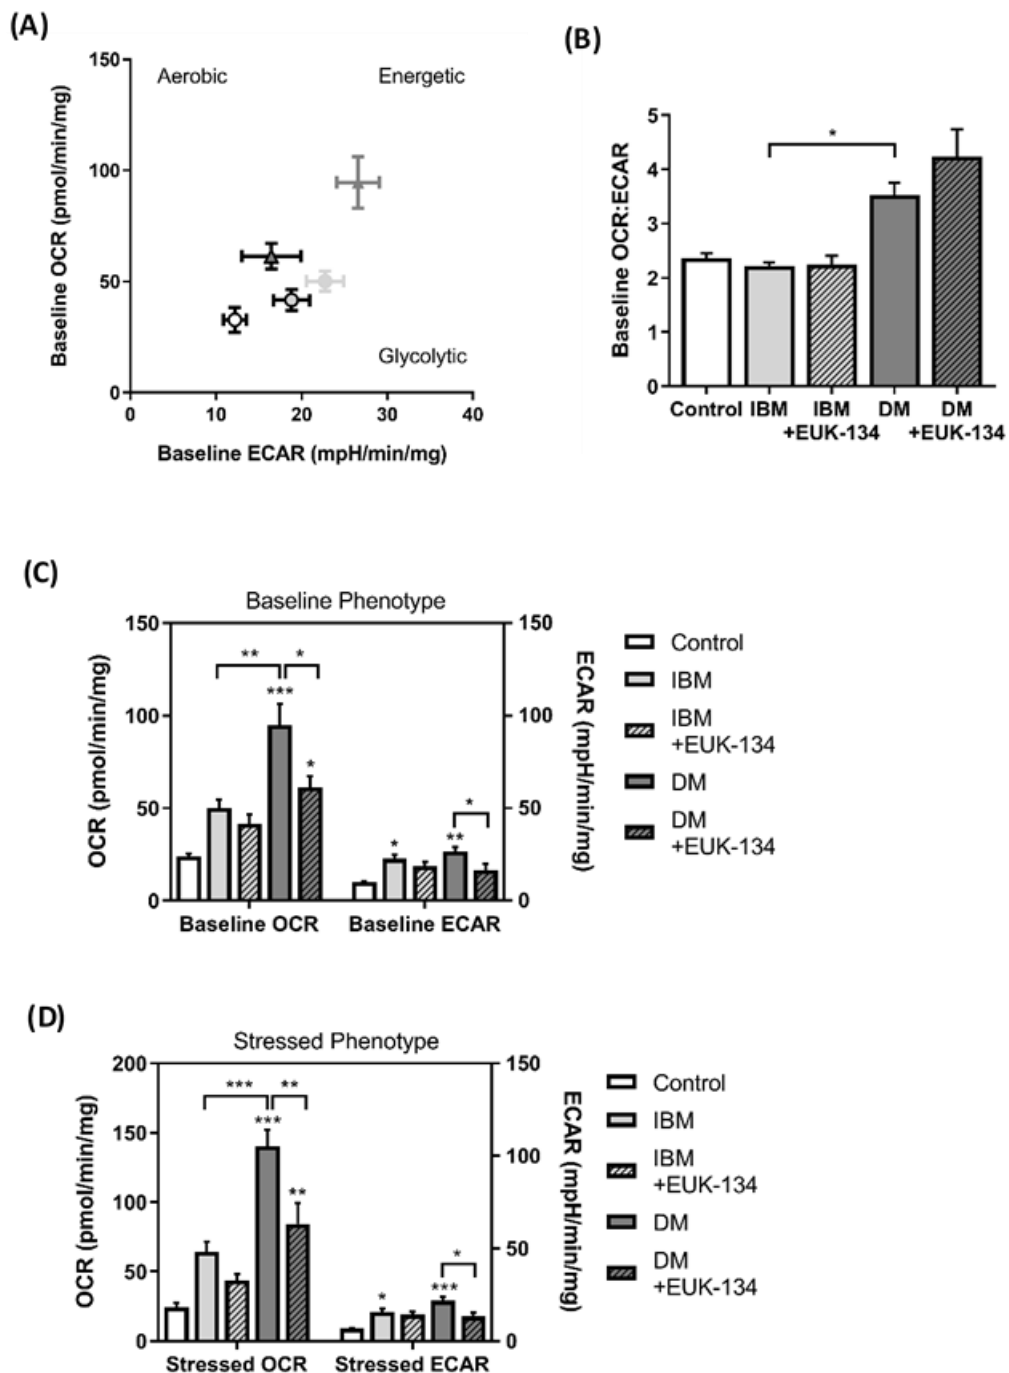 (A)
Baseline OCR (pmol/min/mg)
150
100
50
0
Aerobic
Energetic
Glycolytic
0 10 20 30 40
Baseline ECAR (mpH/min/mg)
(B)
Baseline OCR:ECAR
5
4
3
2
1
0
*
Control IBM IBM DM DM
+EUK-134 +EUK-134
(C)
Baseline Phenotype
OCR (pmol/min/mg)
150
100
50
0
** *
***
*
*
* **
150
100
50
0
ECAR (mpH/min/mg)
Baseline OCR Baseline ECAR
Control
IBM
IBM
+EUK-134
DM
DM
+EUK-134
(D)
Stressed Phenotype
OCR (pmol/min/mg)
200
150
100
50
0
*** **
***
**
*
* ***
150
100
50
0
ECAR (mpH/min/mg)
Stressed OCR Stressed ECAR
Control
IBM
IBM
+EUK-134
DM
DM
+EUK-134